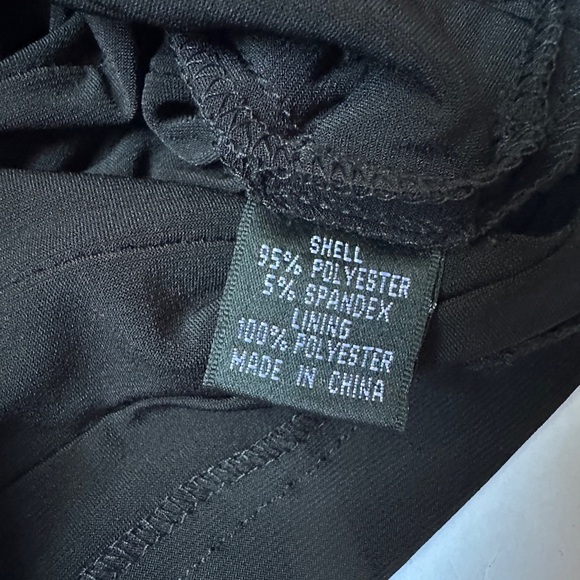 SHELL
95% POLYESTER
5% SPANDEX
LINING
100% POLYESTER
MADE IN CHINA